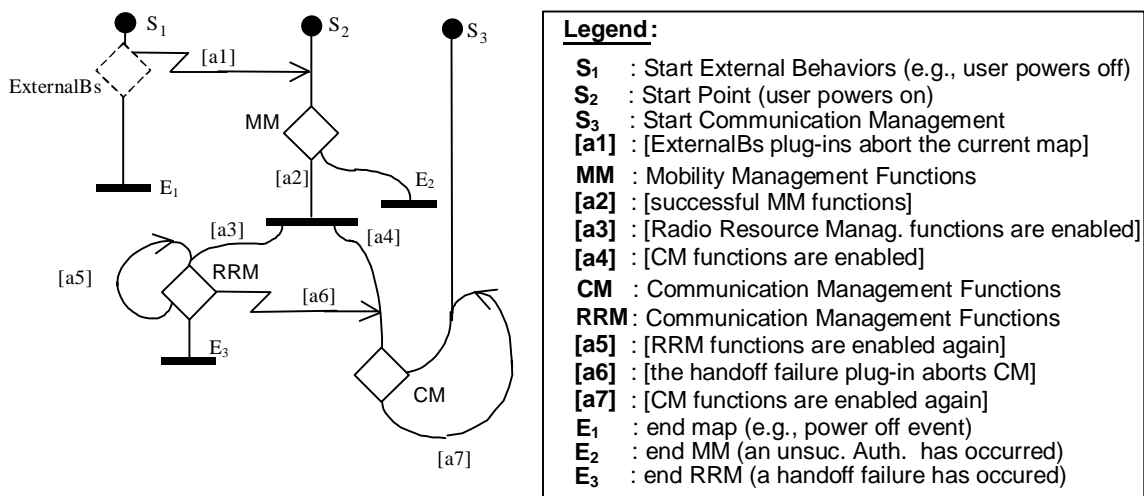 S1
S2
S3
[a1]
ExternalBs
MM
[a2]
E2
E1
[a3]
[a4]
[a5]
RRM
[a6]
E3
CM
[a7]
Legend:
S1 : Start External Behaviors (e.g., user powers off)
S2 : Start Point (user powers on)
S3 : Start Communication Management
[a1] : [ExternalBs plug-ins abort the current map]
MM : Mobility Management Functions
[a2] : [successful MM functions]
[a3] : [Radio Resource Manag. functions are enabled]
[a4] : [CM functions are enabled]
CM : Communication Management Functions
RRM : Communication Management Functions
[a5] : [RRM functions are enabled again]
[a6] : [the handoff failure plug-in aborts CM]
[a7] : [CM functions are enabled again]
E1 : end map (e.g., power off event)
E2 : end MM (an unsuc. Auth. has occurred)
E3 : end RRM (a handoff failure has occured)